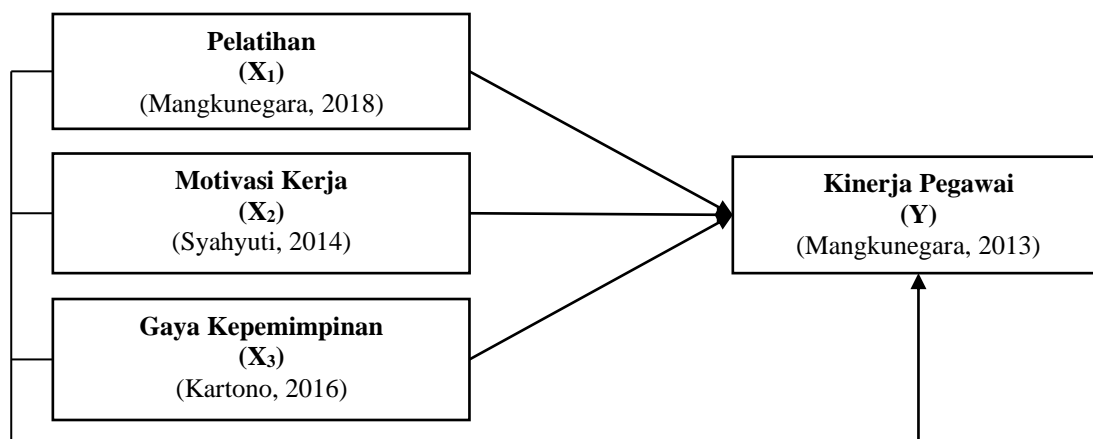 Pelatihan
(X₁)
(Mangkunegara, 2018)
Motivasi Kerja
(X₂)
(Syahyuti, 2014)
Gaya Kepemimpinan
(X₃)
(Kartono, 2016)
Kinerja Pegawai
(Y)
(Mangkunegara, 2013)